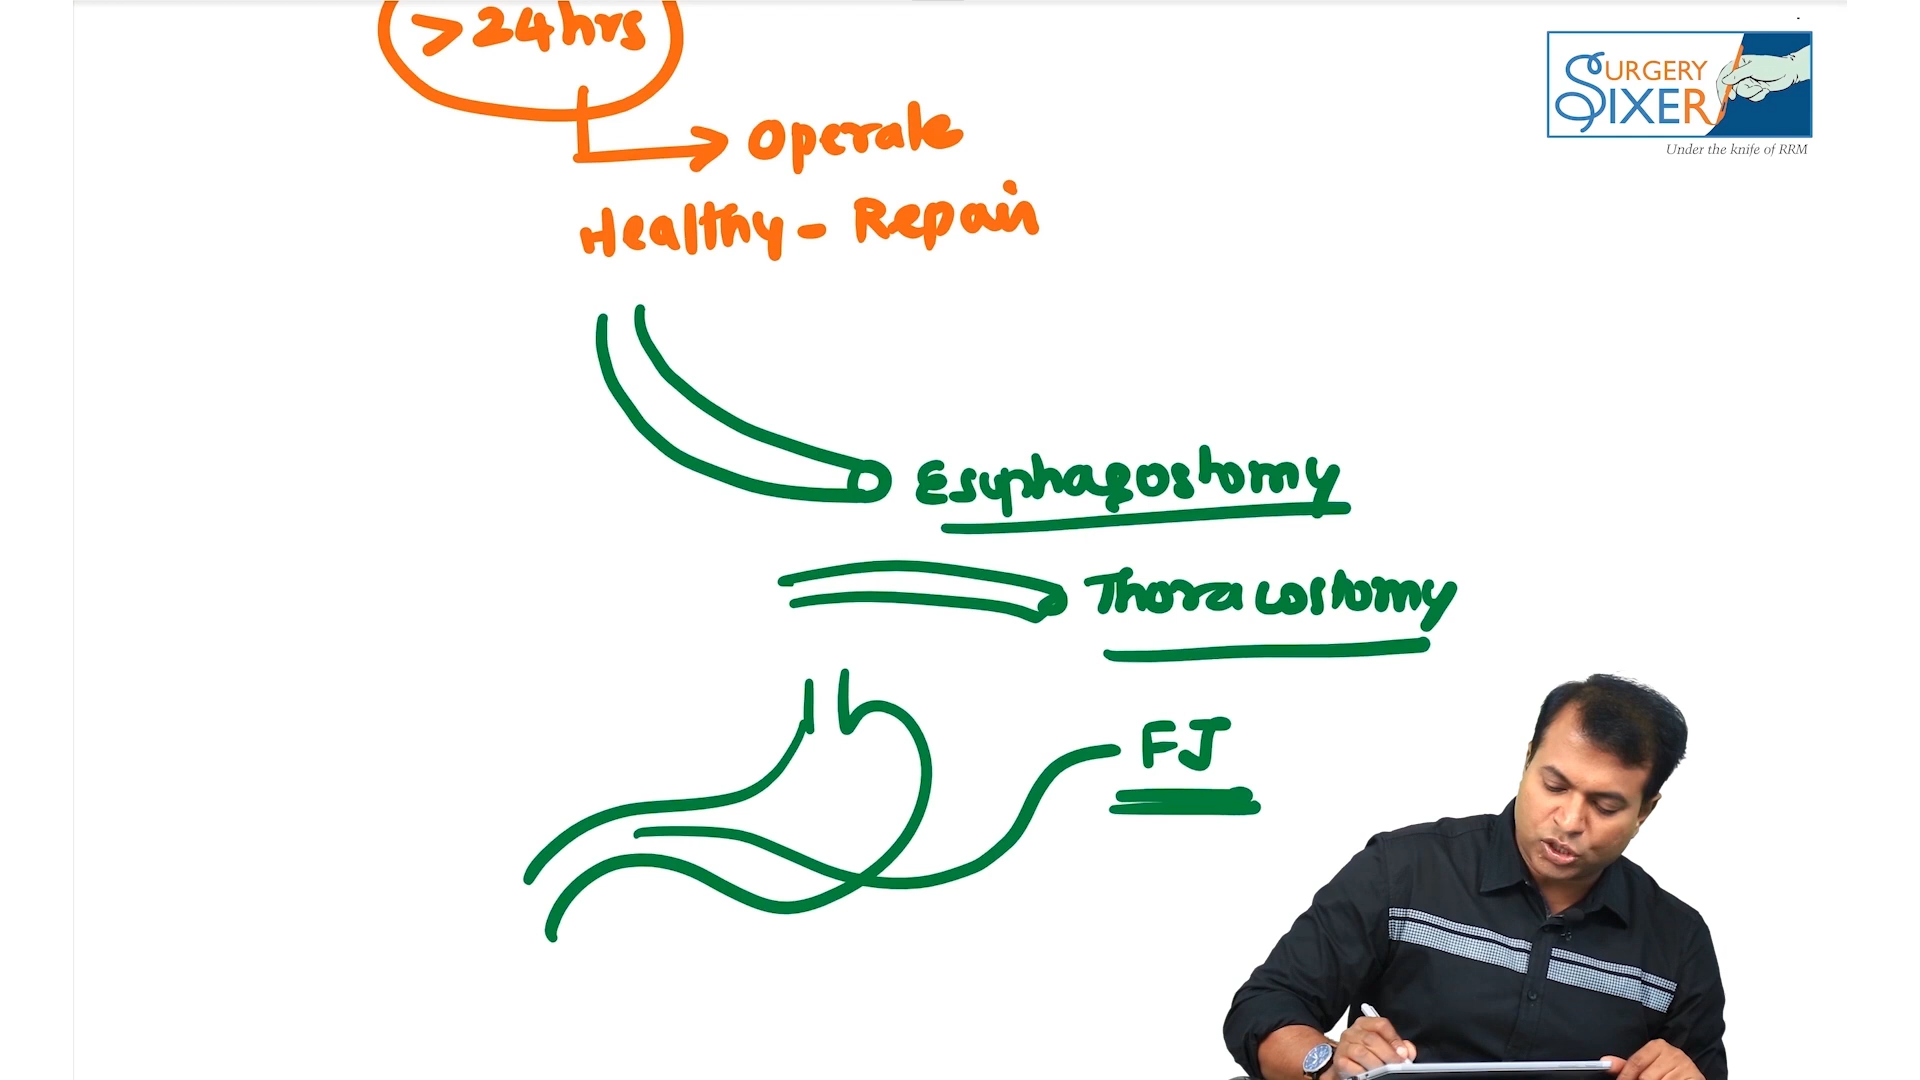 >24hrs
SURGERY
SIXER
Under the knife of RRM
→ Operate
Healthy - Repair
Esophagostomy
Thoracostomy
FJ